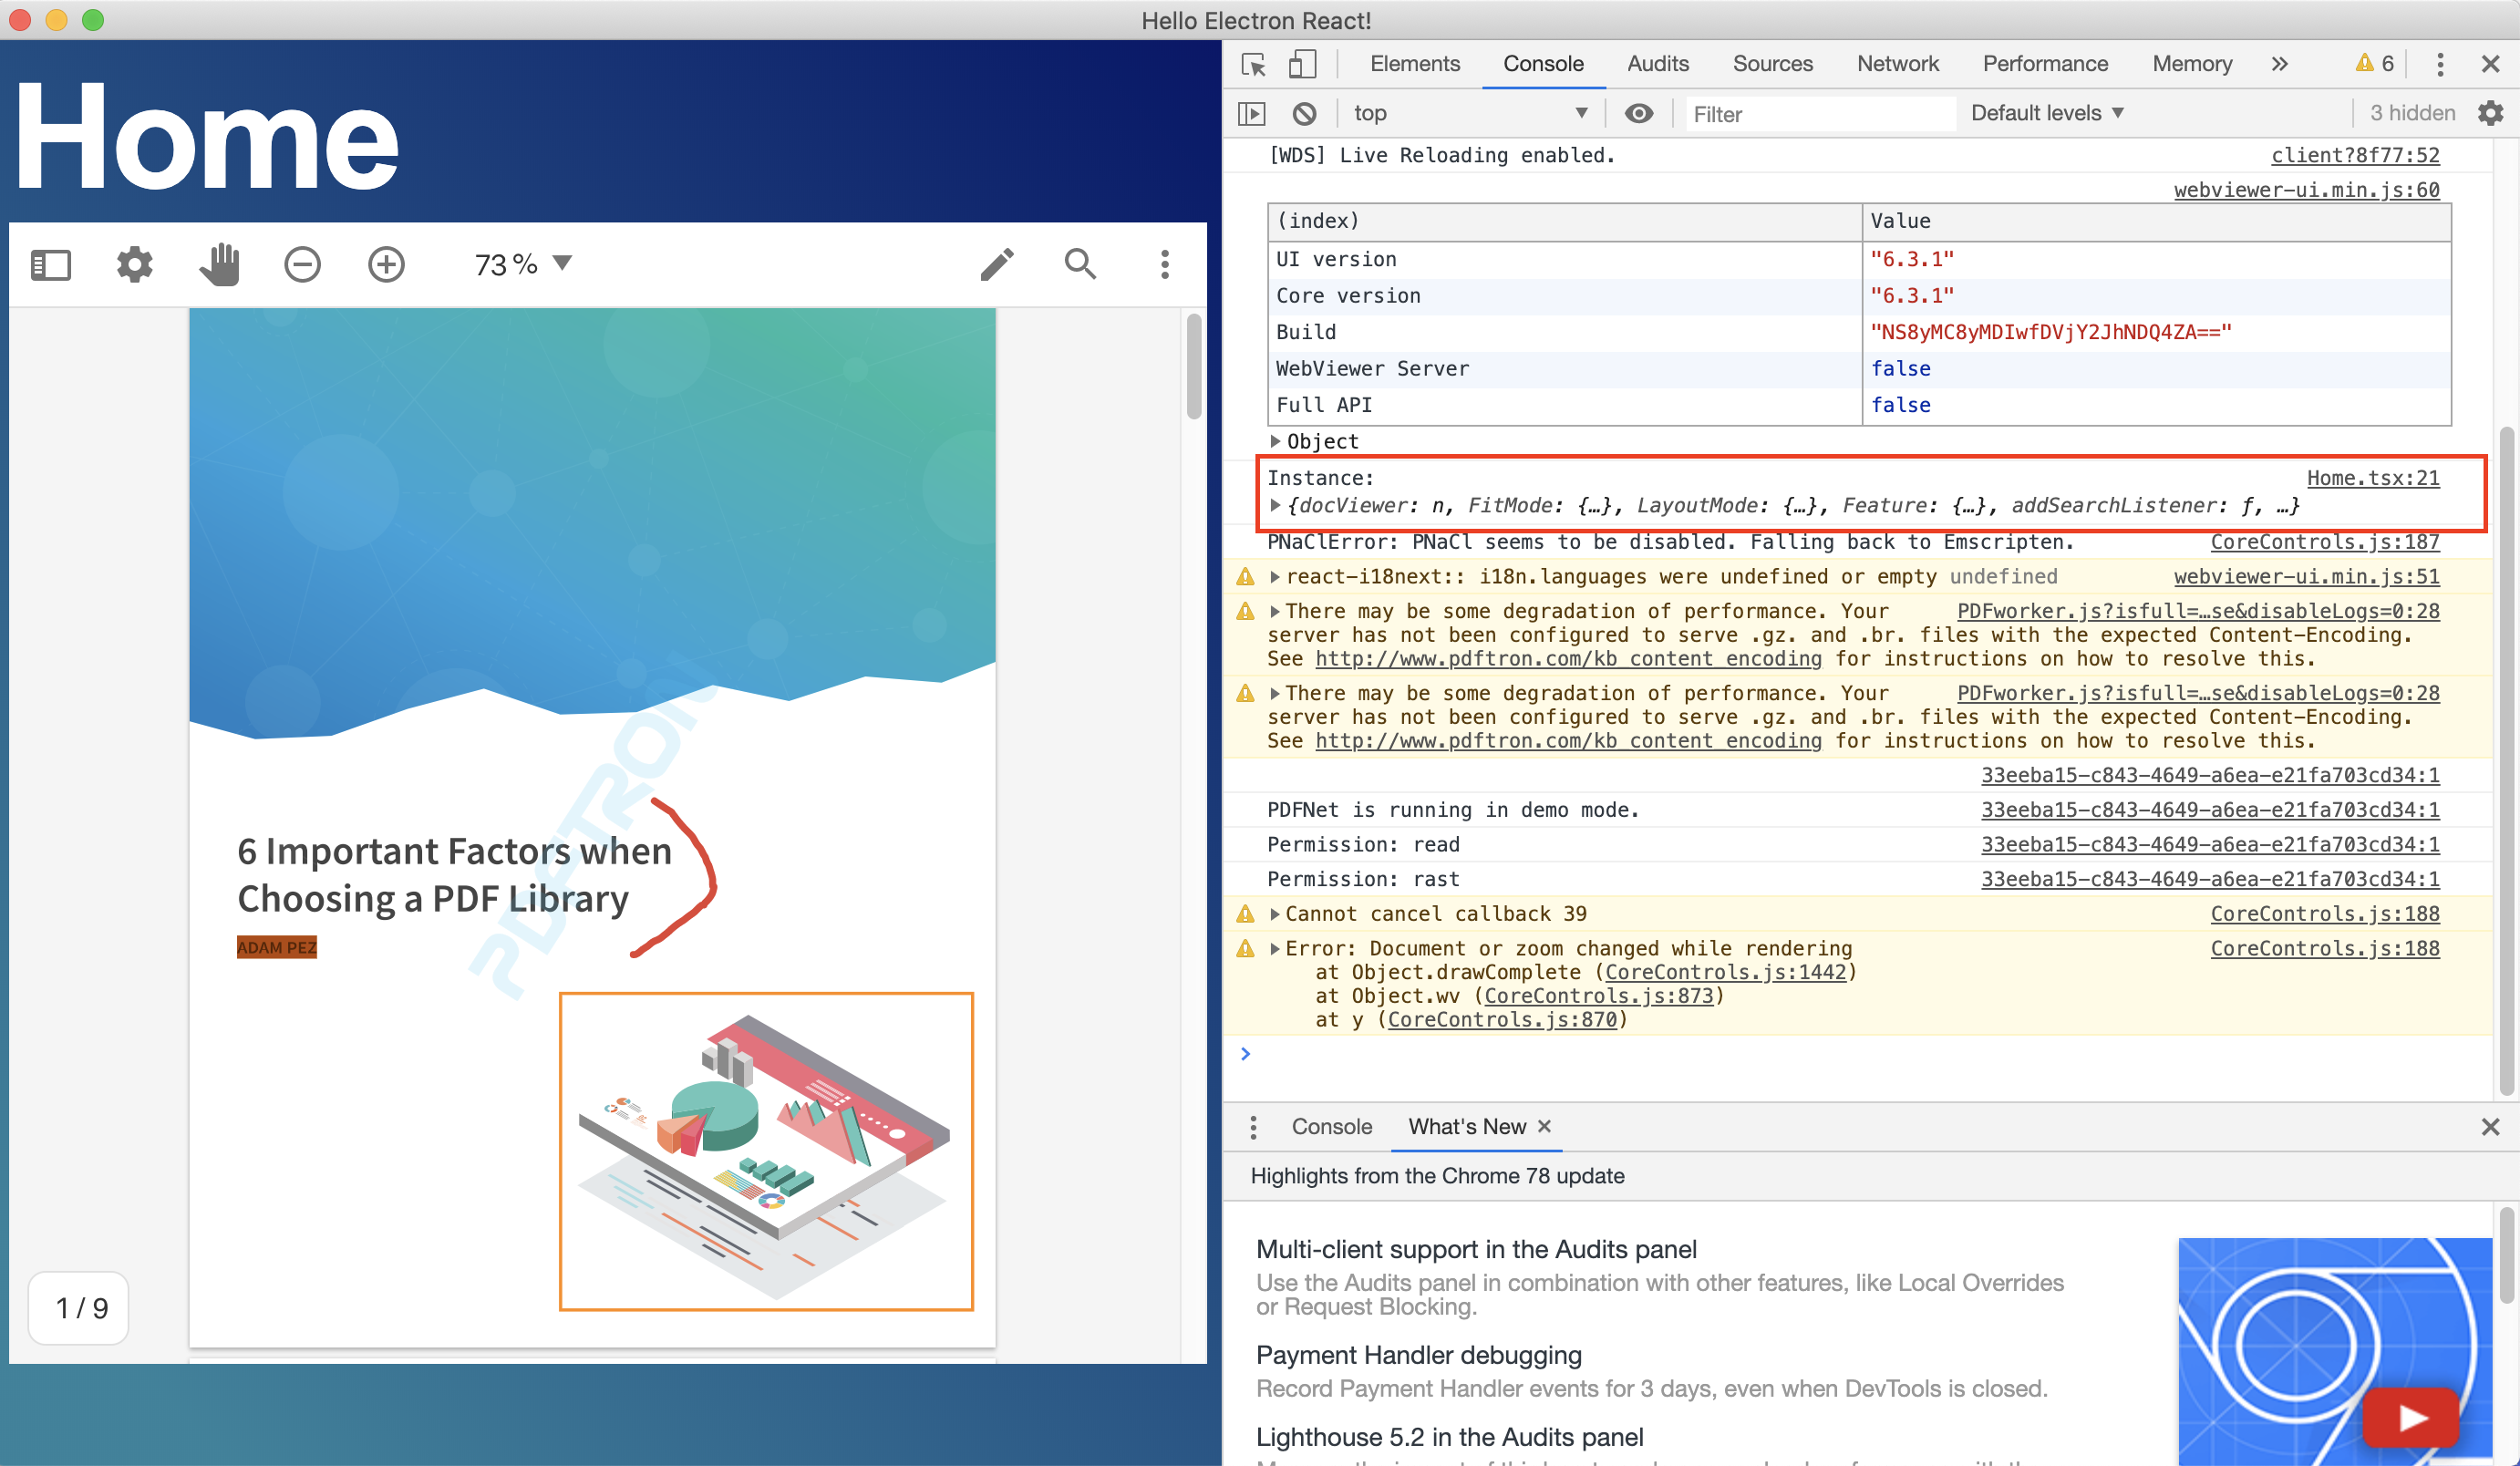 Hello Electron React!
Home
73 %
PDFTRON
6 Important Factors when
Choosing a PDF Library
ADAM PEZ
1 / 9
Elements Console Audits Sources Network Performance Memory » 6
top Filter Default levels 3 hidden
[WDS] Live Reloading enabled. client?8f77:52
webviewer-ui.min.js:60
(index) Value
UI version "6.3.1"
Core version "6.3.1"
Build "NS8yMC8yMDIwfDVjY2JhNDQ4ZA=="
WebViewer Server false
Full API false
Object
Instance: Home.tsx:21
{docViewer: n, FitMode: {…}, LayoutMode: {…}, Feature: {…}, addSearchListener: ƒ, …}
PNaClError: PNaCl seems to be disabled. Falling back to Emscripten. CoreControls.js:187
react-i18next:: i18n.languages were undefined or empty undefined webviewer-ui.min.js:51
There may be some degradation of performance. Your PDFworker.js?isfull=…se&disableLogs=0:28
server has not been configured to serve .gz. and .br. files with the expected Content-Encoding.
See http://www.pdftron.com/kb_content_encoding for instructions on how to resolve this.
There may be some degradation of performance. Your PDFworker.js?isfull=…se&disableLogs=0:28
server has not been configured to serve .gz. and .br. files with the expected Content-Encoding.
See http://www.pdftron.com/kb_content_encoding for instructions on how to resolve this.
33eeba15-c843-4649-a6ea-e21fa703cd34:1
PDFNet is running in demo mode. 33eeba15-c843-4649-a6ea-e21fa703cd34:1
Permission: read 33eeba15-c843-4649-a6ea-e21fa703cd34:1
Permission: rast 33eeba15-c843-4649-a6ea-e21fa703cd34:1
Cannot cancel callback 39 CoreControls.js:188
Error: Document or zoom changed while rendering CoreControls.js:188
at Object.drawComplete (CoreControls.js:1442)
at Object.wv (CoreControls.js:873)
at y (CoreControls.js:870)
Console What's New
Highlights from the Chrome 78 update
Multi-client support in the Audits panel
Use the Audits panel in combination with other features, like Local Overrides
or Request Blocking.
Payment Handler debugging
Record Payment Handler events for 3 days, even when DevTools is closed.
Lighthouse 5.2 in the Audits panel